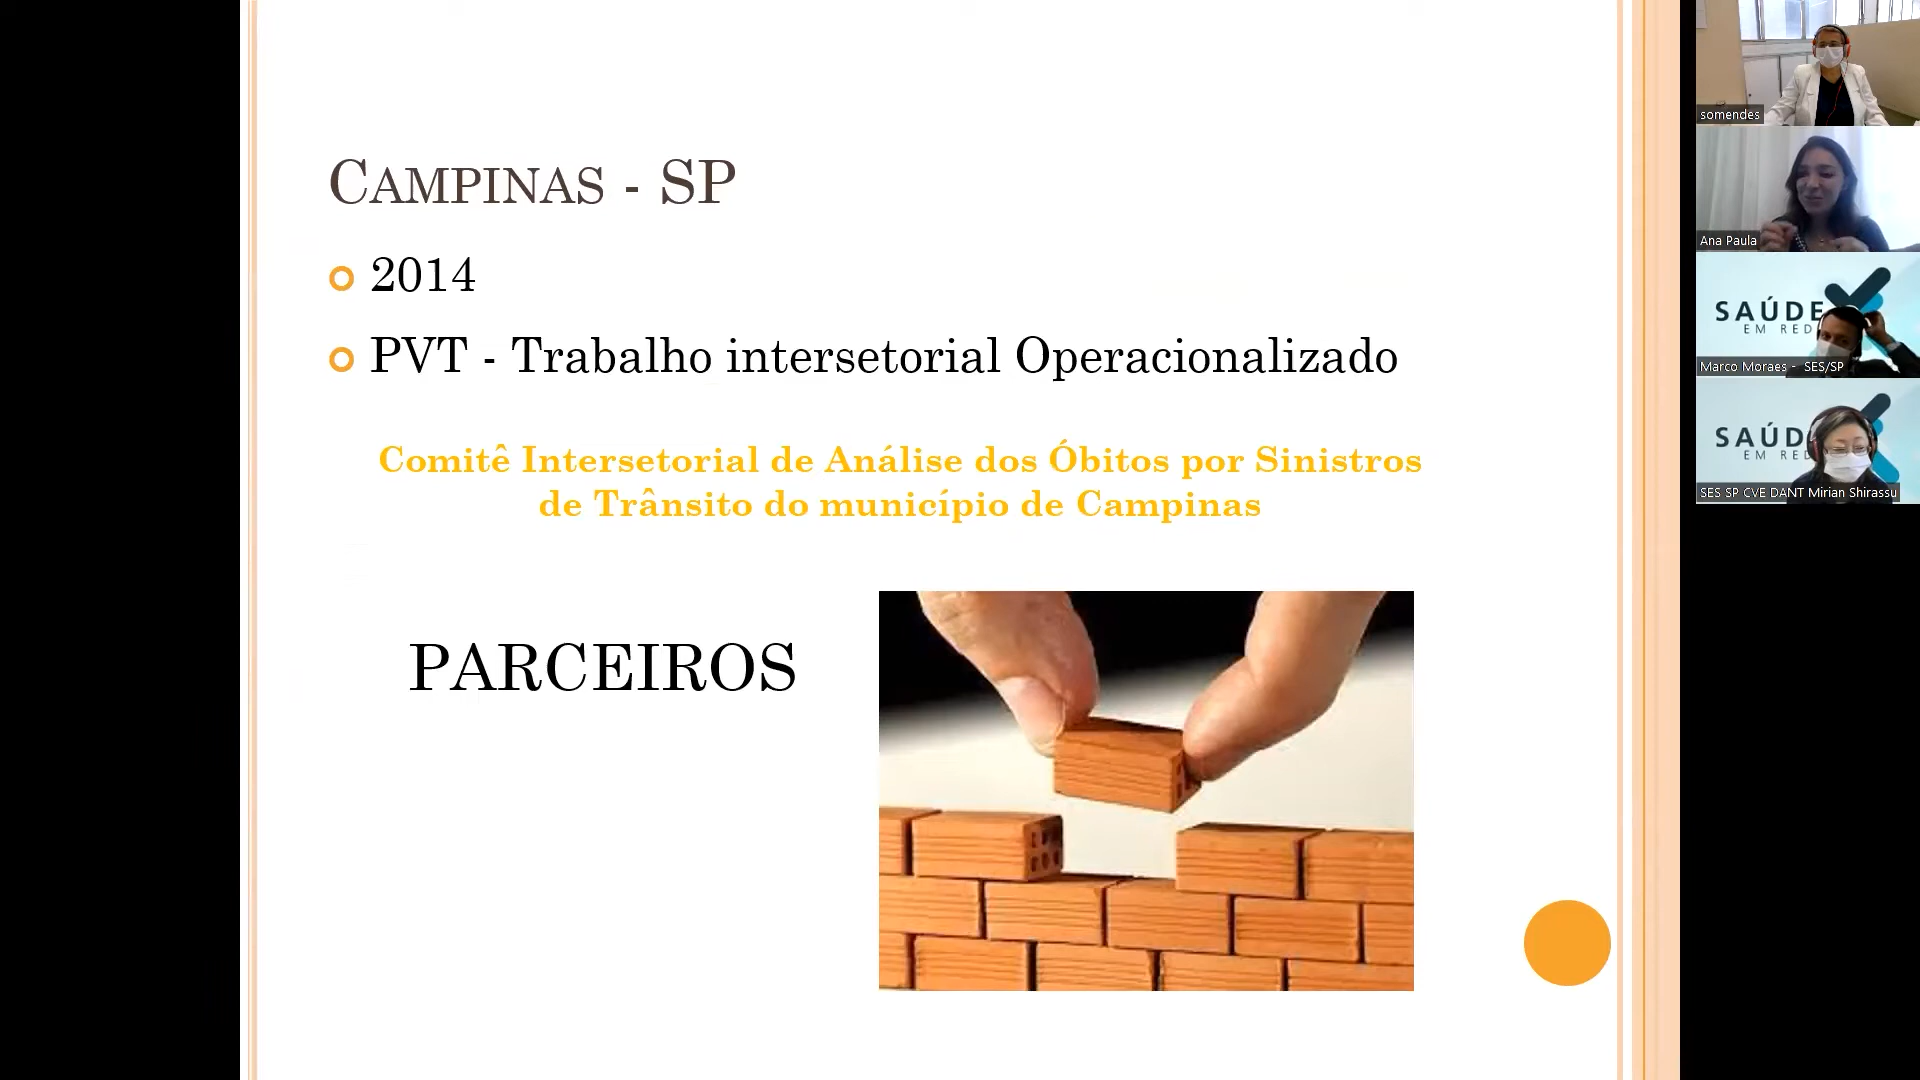 CAMPINAS - SP
2014
PVT - Trabalho intersetorial Operacionalizado
Comitê Intersetorial de Análise dos Óbitos por Sinistros
de Trânsito do município de Campinas
PARCEIROS
somendes
Ana Paula
SAÚDE
EM RED
Marco Moraes - SES/SP
SAÚD
EM RED
SES SP CVE DANT Mirian Shirassu